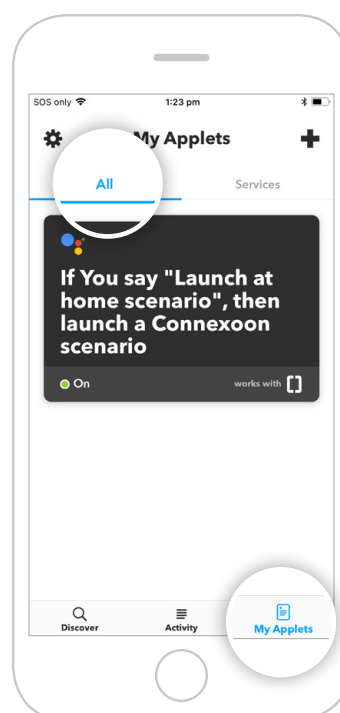 SOS only 1:23 pm
My Applets
All Services
If You say "Launch at
home scenario", then
launch a Connexoon
scenario
On works with
Discover Activity My Applets